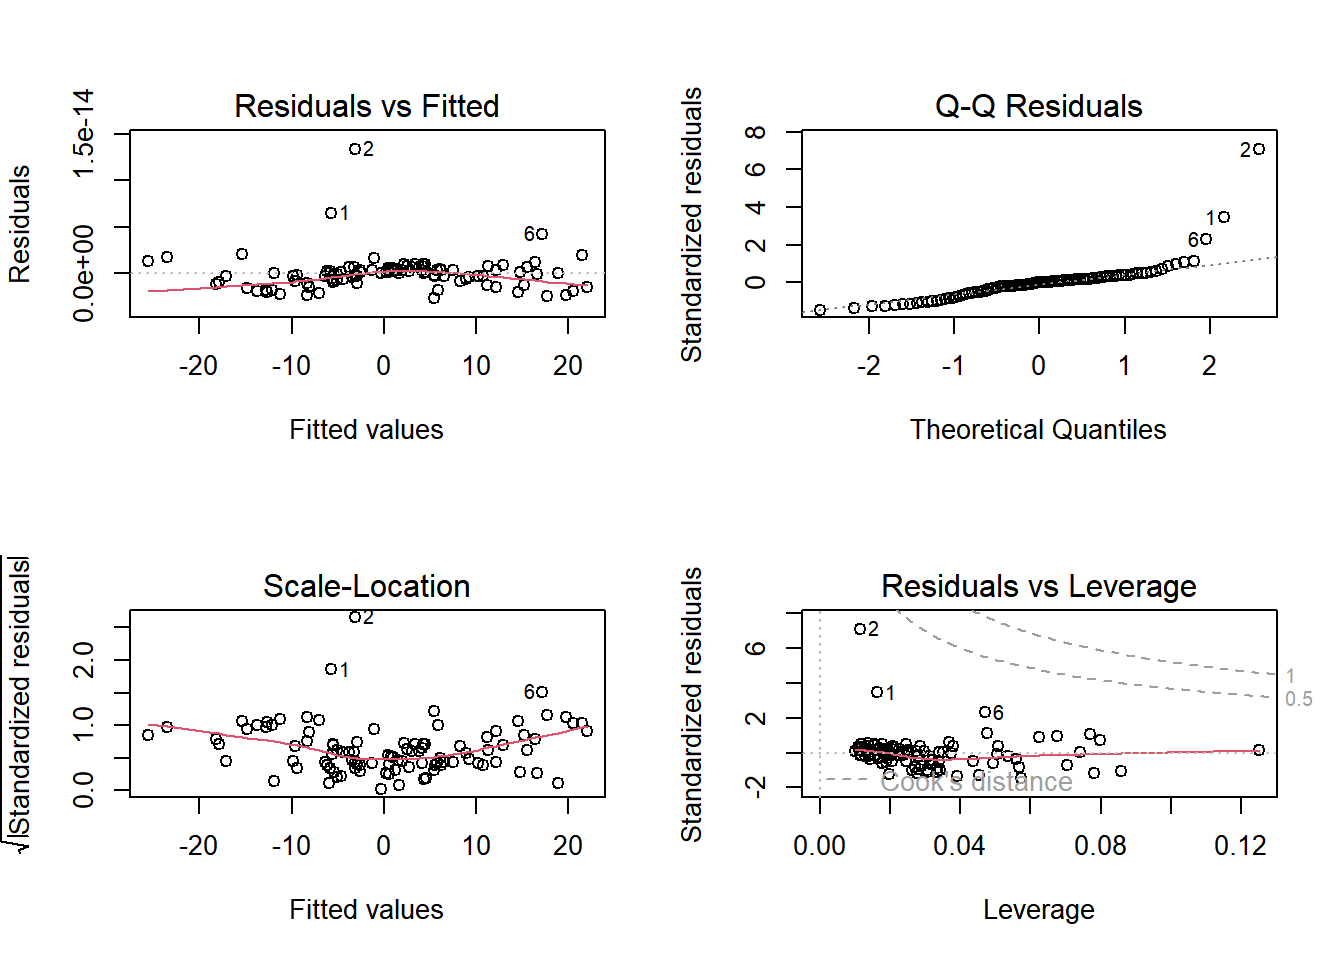 Residuals vs Fitted
Residuals
0.0e+00 1.5e-14
2
1
6
-20 -10 0 10 20
Fitted values
Q-Q Residuals
Standardized residuals
0 2 4 6 8
2
1
6
-2 -1 0 1 2
Theoretical Quantiles
Scale-Location
√|Standardized residuals|
0.0 1.0 2.0
2
1
6
-20 -10 0 10 20
Fitted values
Residuals vs Leverage
Standardized residuals
-2 2 6
2
1
6
1
0.5
Cook's distance
0.00 0.04 0.08 0.12
Leverage